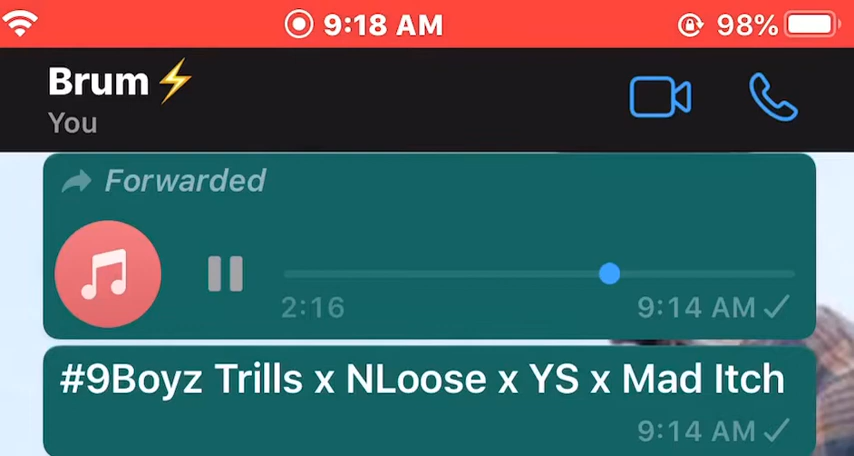 9:18 AM
98%
Brum⚡
You
Forwarded
2:16
9:14 AM
#9Boyz Trills x NLoose x YS x Mad Itch
9:14 AM